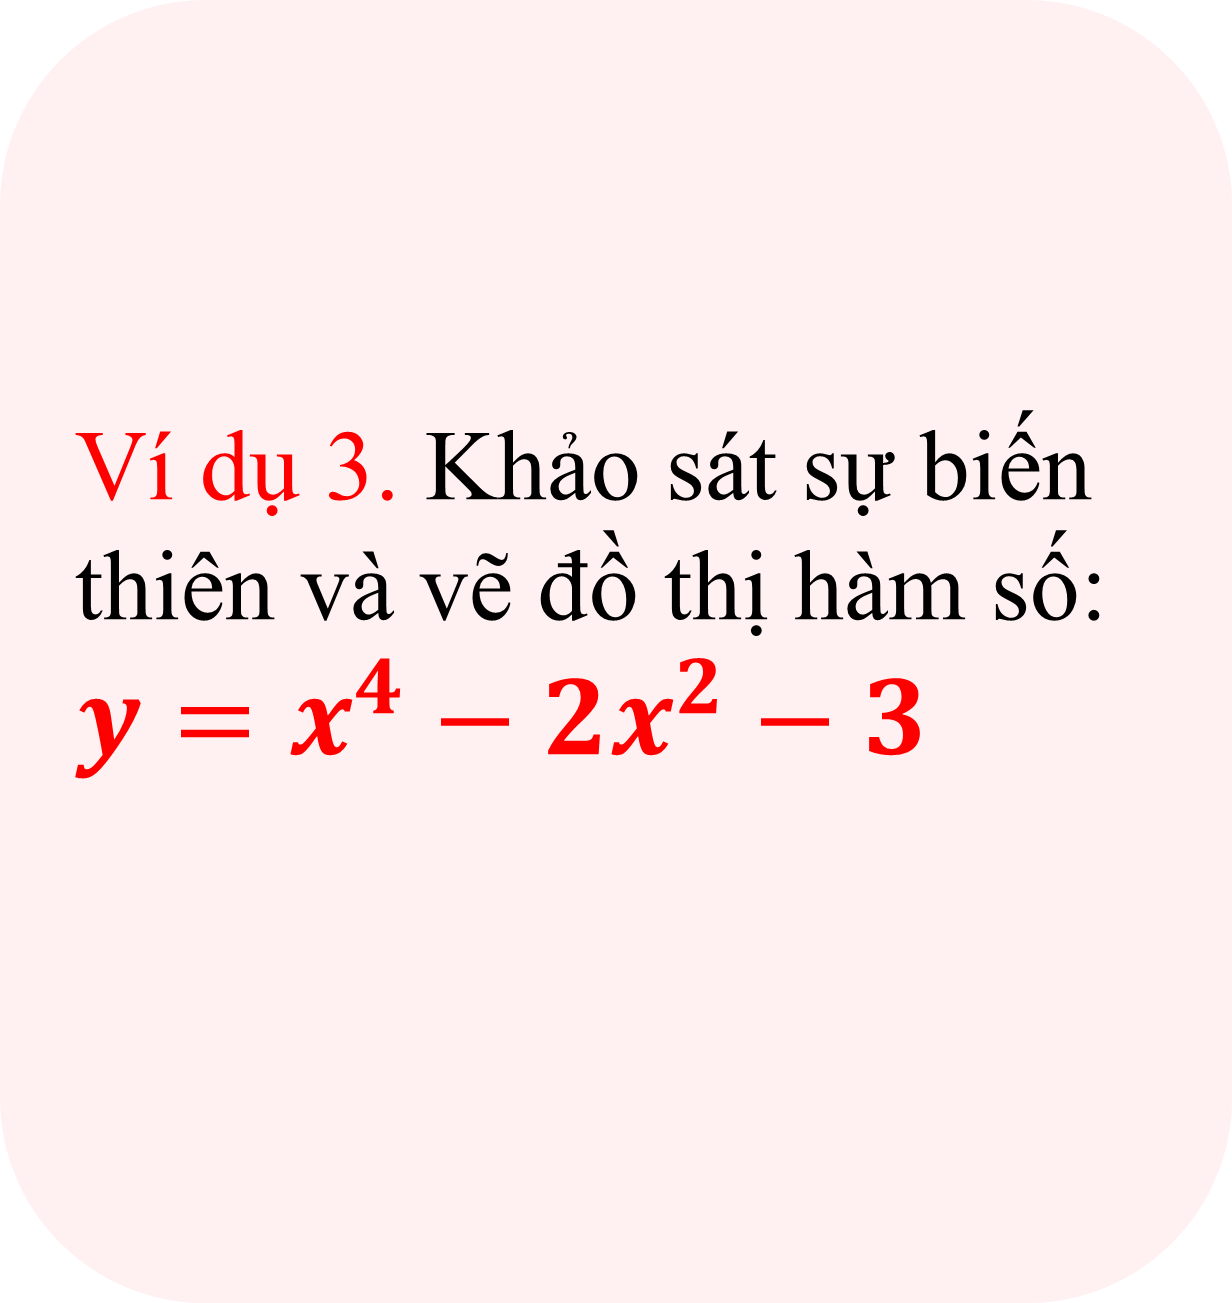 Ví dụ 3. Khảo sát sự biến
thiên và vẽ đồ thị hàm số:
y = x⁴ − 2x² − 3